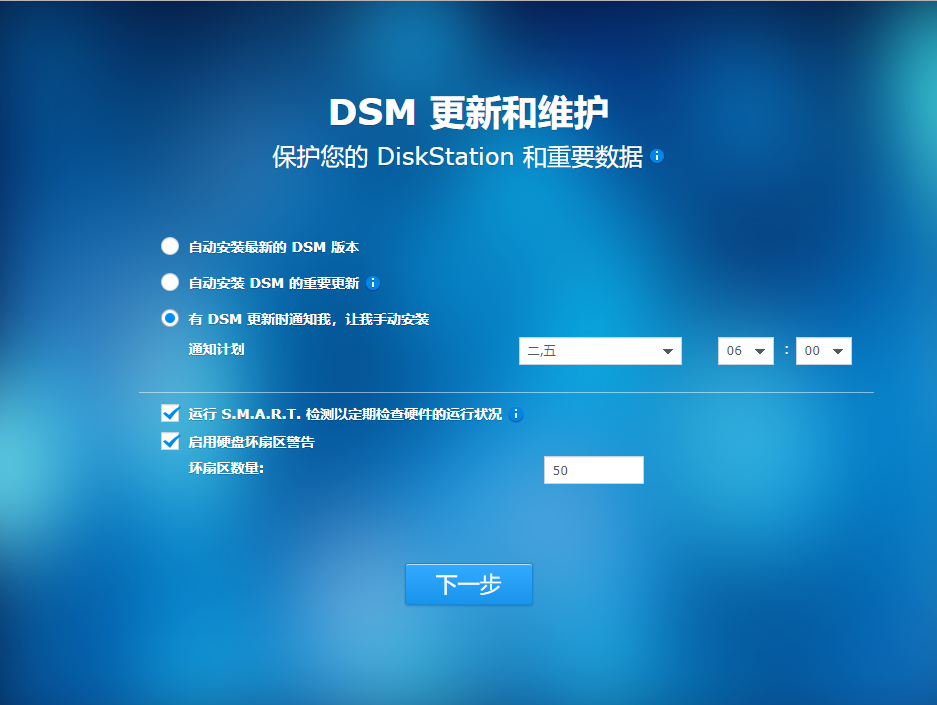 DSM 更新和维护
保护您的 DiskStation 和重要数据
自动安装最新的 DSM 版本
自动安装 DSM 的重要更新
有 DSM 更新时通知我，让我手动安装
通知计划 二,五 06 : 00
运行 S.M.A.R.T. 检测以定期检查硬件的运行状况
启用硬盘坏扇区警告
坏扇区数量: 50
下一步